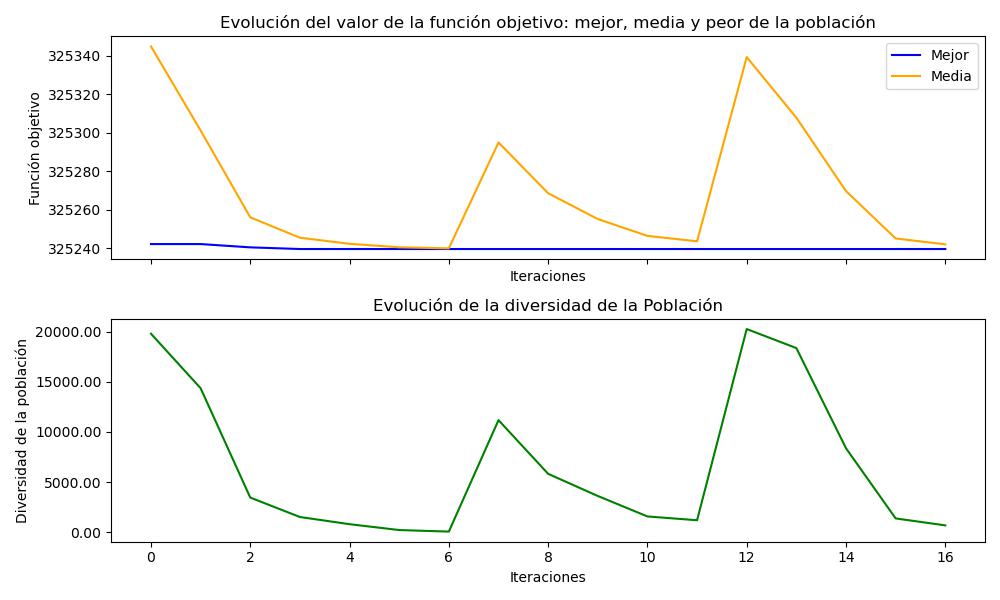 Evolución del valor de la función objetivo: mejor, media y peor de la población
325340
325320
325300
325280
325260
325240
Función objetivo
Mejor
Media
Iteraciones
Evolución de la diversidad de la Población
20000.00
15000.00
10000.00
5000.00
0.00
Diversidad de la población
0 2 4 6 8 10 12 14 16
Iteraciones